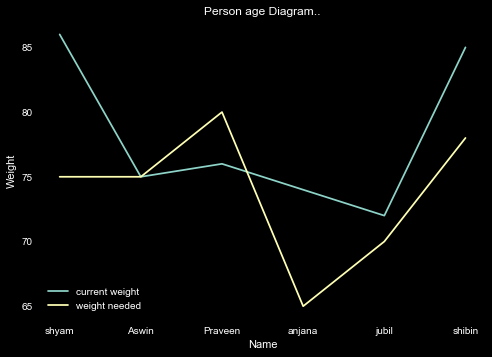 Person age Diagram..
85
80
75
70
65
Weight
current weight
weight needed
shyam Aswin Praveen anjana jubil shibin
Name